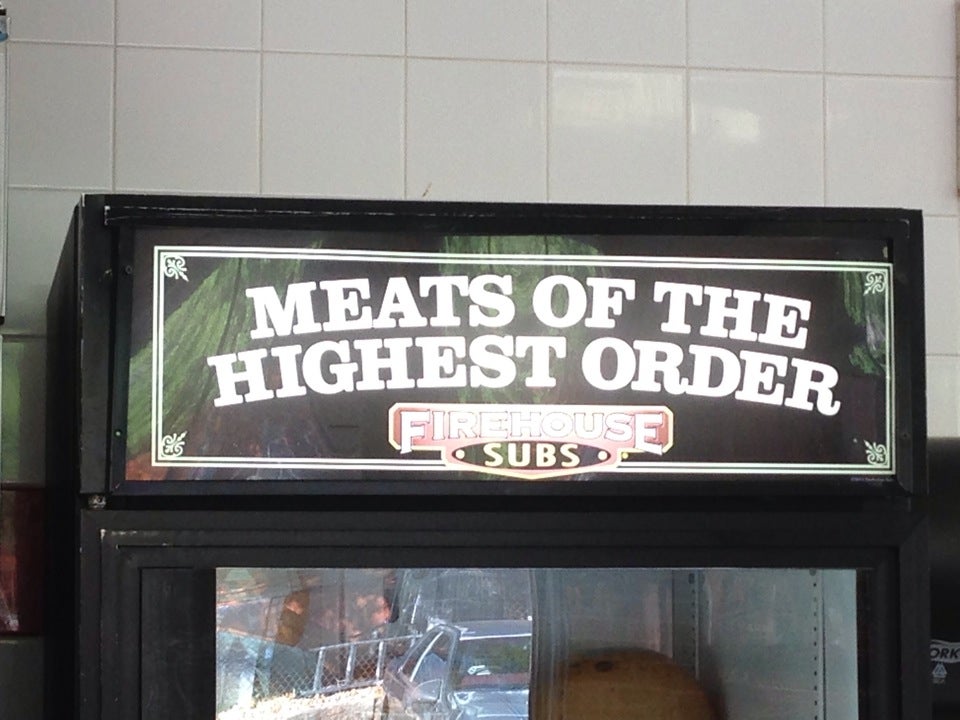 MEATS OF THE
HIGHEST ORDER
FIREHOUSE
SUBS